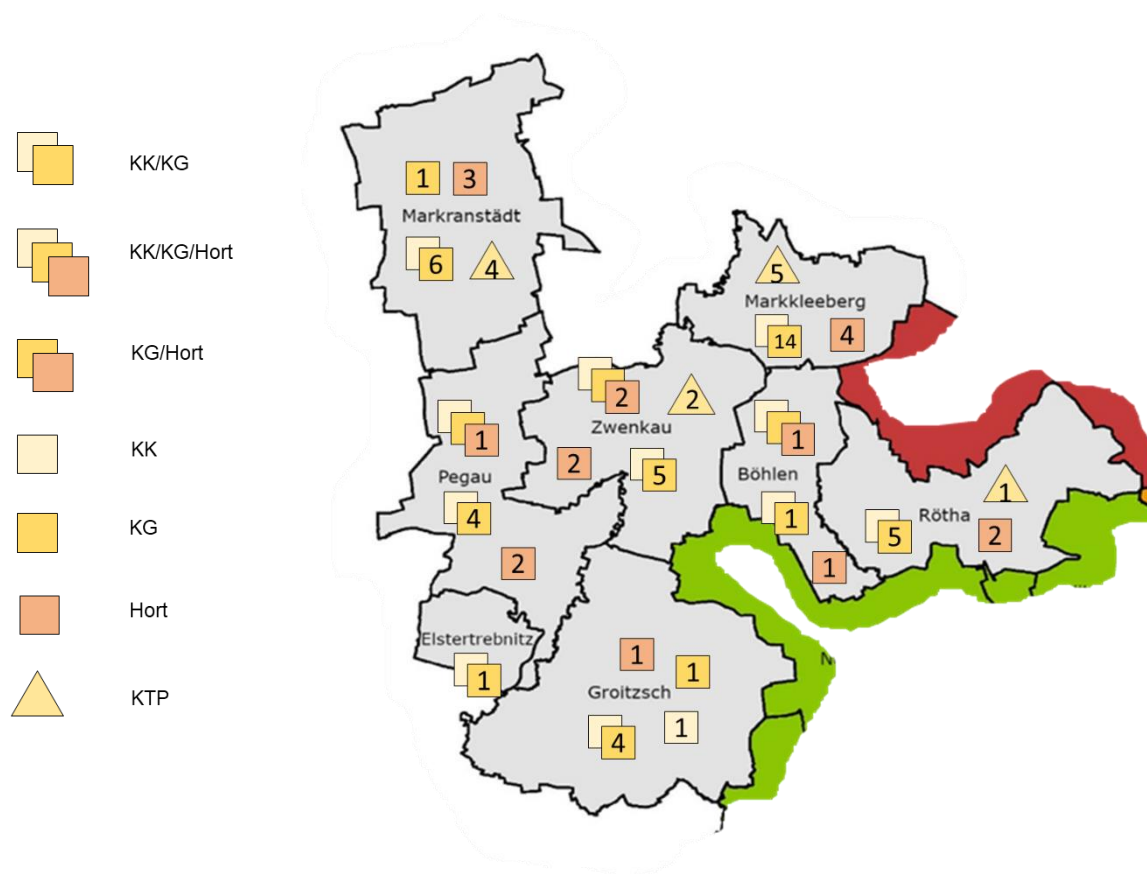 KK/KG
KK/KG/Hort
KG/Hort
KK
KG
Hort
KTP
1 3
Markranstädt
6 4
5
Markkleeberg
14 4
2 2
Zwenkau
2 5
1
Pegau
4
2
1
Böhlen
1
1
1
Rötha
5 2
Elstertrebnitz
1
1 1
Groitzsch
4 1
N